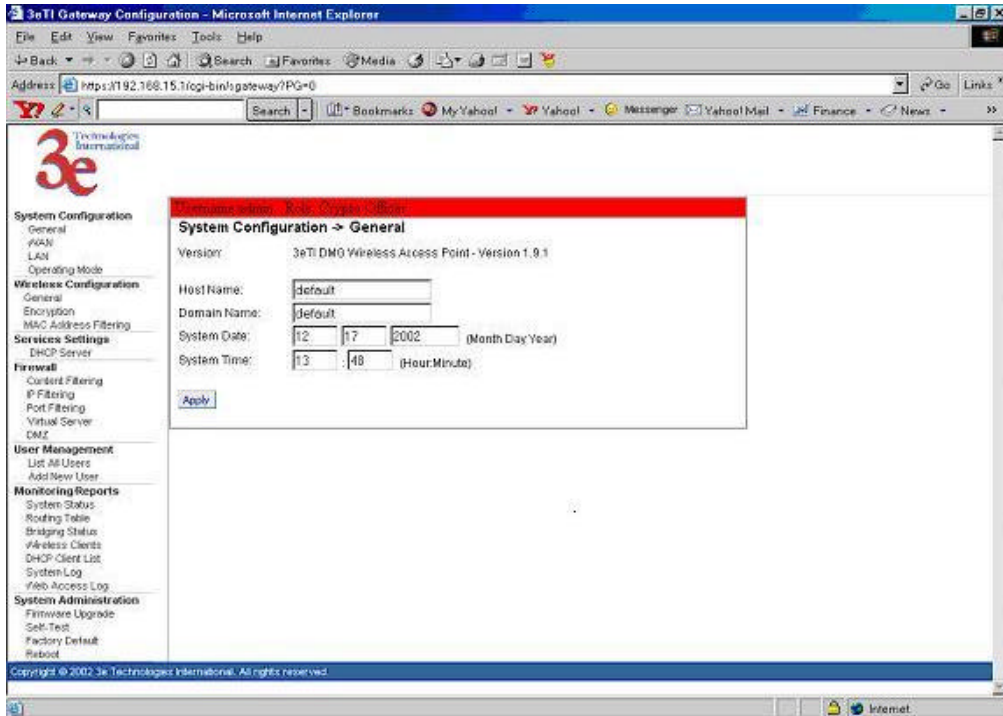 3eTI Gateway Configuration - Microsoft Internet Explorer
File Edit View Favorites Tools Help
Back Search Favorites Media
Address https://192.168.15.1/cgi-bin/sgateway?PG=0 Go Links
Y! Search Bookmarks My Yahoo! Yahoo! Messenger Yahoo! Mail Finance News
3e Technologies International
System Configuration
General
WAN
LAN
Operating Mode
Wireless Configuration
General
Encryption
MAC Address Filtering
Services Settings
DHCP Server
Firewall
Content Filtering
IP Filtering
Port Filtering
Virtual Server
DMZ
User Management
List All Users
Add New User
Monitoring/Reports
System Status
Routing Table
Bridging Status
Wireless Clients
DHCP Client List
System Log
Web Access Log
System Administration
Firmware Upgrade
Self-Test
Factory Default
Reboot
Username: admin Role: Crypto Officer
System Configuration -> General
Version: 3eTI DMG Wireless Access Point - Version 1.9.1
Host Name: default
Domain Name: default
System Date: 12 17 2002 (Month Day Year)
System Time: 13 : 48 (Hour:Minute)
Apply
Copyright © 2002 3e Technologies International. All rights reserved.
Internet